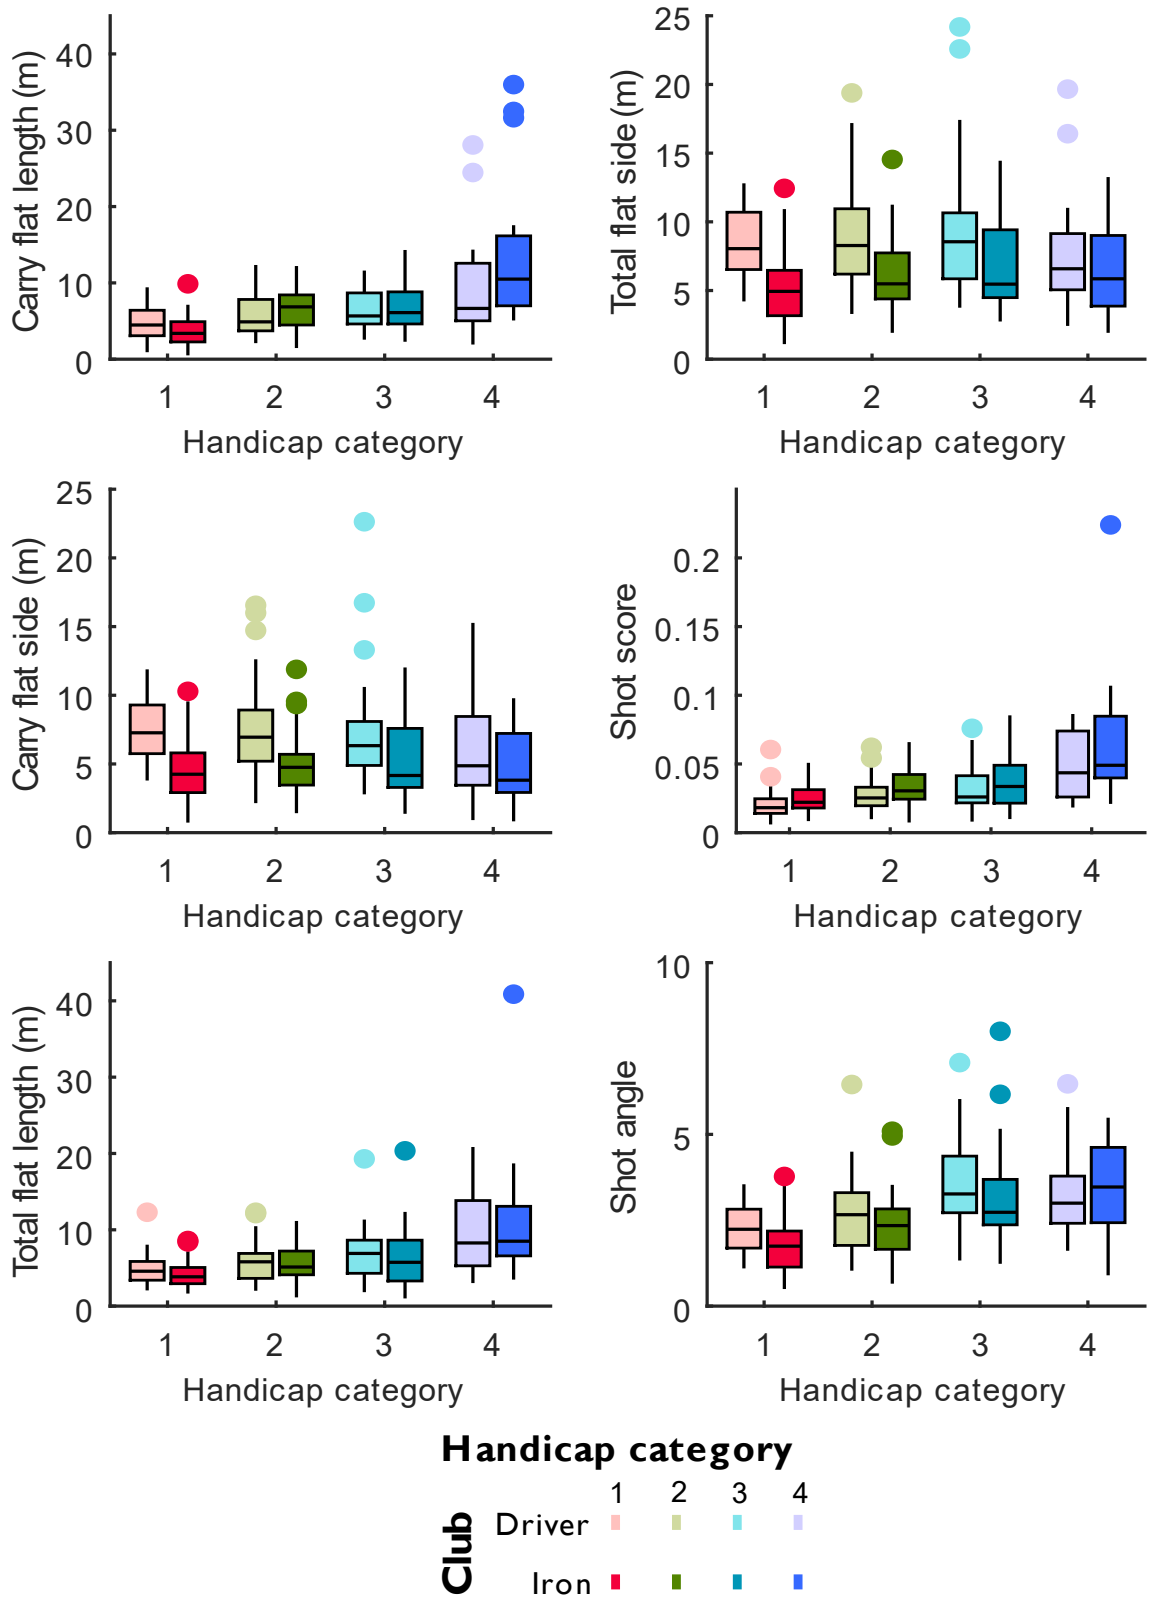 Carry flat length (m)
40
30
20
10
0
1 2 3 4
Handicap category
Total flat side (m)
25
20
15
10
5
0
1 2 3 4
Handicap category
Carry flat side (m)
25
20
15
10
5
0
1 2 3 4
Handicap category
Shot score
0.2
0.15
0.1
0.05
0
1 2 3 4
Handicap category
Total flat length (m)
40
30
20
10
0
1 2 3 4
Handicap category
Shot angle
10
5
0
1 2 3 4
Handicap category
Handicap category
1 2 3 4
Club
Driver
Iron